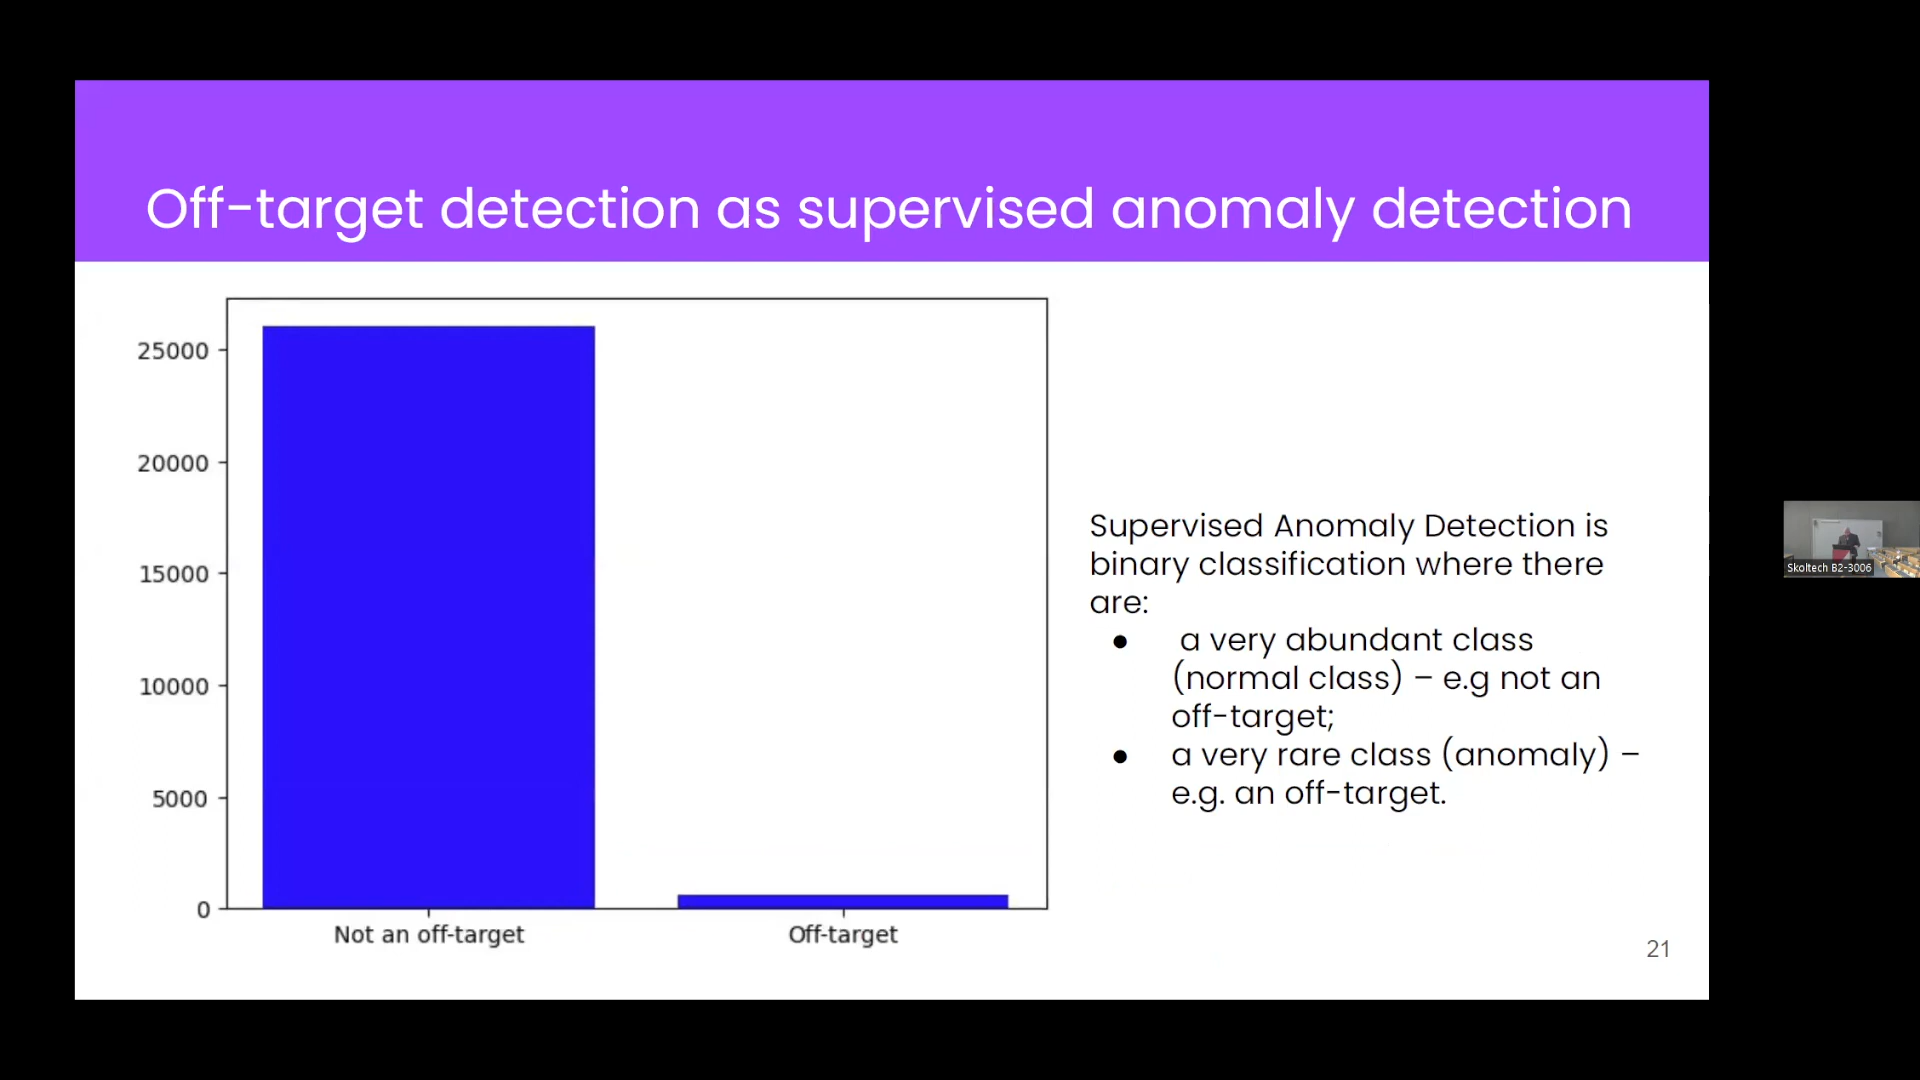 Off-target detection as supervised anomaly detection
25000
20000
15000
10000
5000
0
Not an off-target
Off-target
Supervised Anomaly Detection is
binary classification where there
are:
● a very abundant class
(normal class) – e.g not an
off-target;
● a very rare class (anomaly) –
e.g. an off-target.
21
Skoltech B2-3006